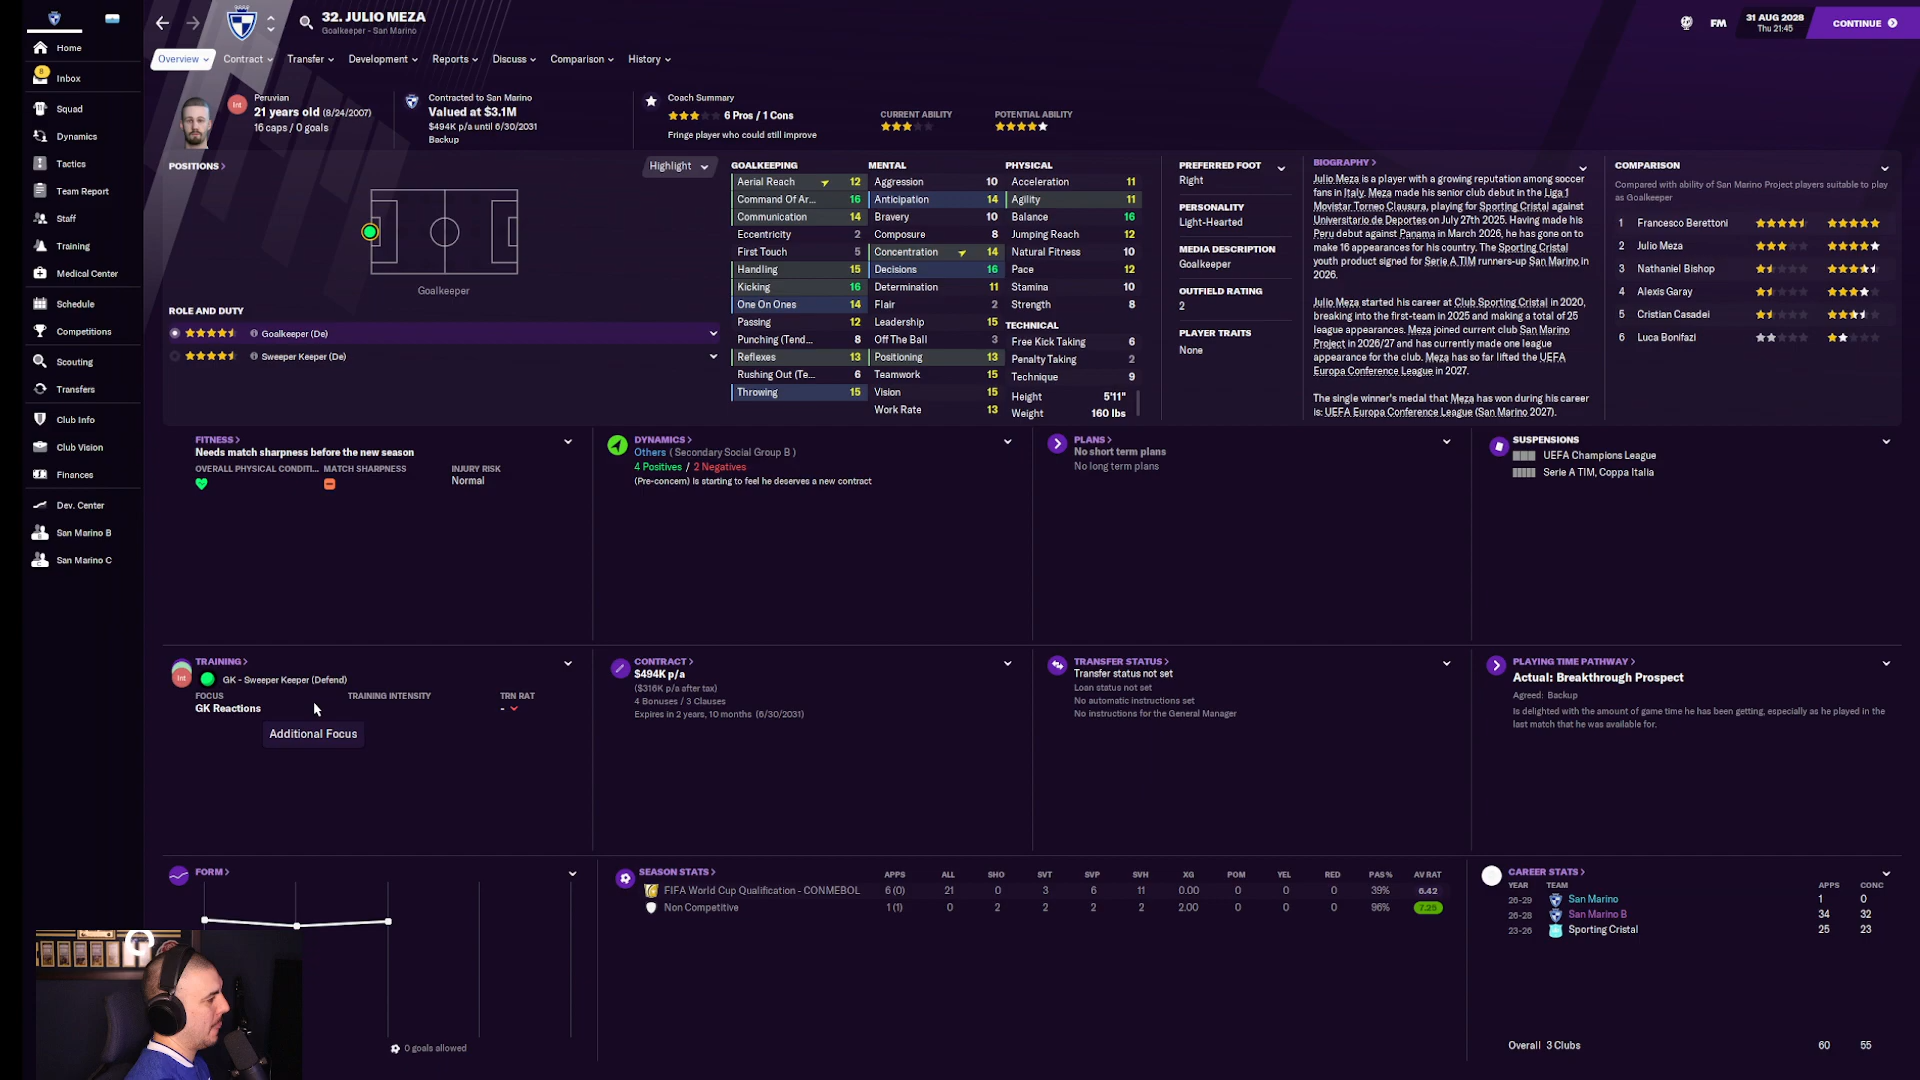 32. JULIO MEZA
Goalkeeper - San Marino
FM
31 AUG 2028
Thu 21:45
CONTINUE
Home
8
Inbox
Squad
Dynamics
Tactics
Team Report
Staff
Training
Medical Center
Schedule
Competitions
Scouting
Transfers
Club Info
Club Vision
Finances
Dev. Center
San Marino B
San Marino C
Overview
Contract
Transfer
Development
Reports
Discuss
Comparison
History
Int
Peruvian
21 years old (8/24/2007)
16 caps / 0 goals
Contracted to San Marino
Valued at $3.1M
$494K p/a until 6/30/2031
Backup
Coach Summary
6 Pros / 1 Cons
Fringe player who could still improve
CURRENT ABILITY
POTENTIAL ABILITY
POSITIONS >
Highlight
Goalkeeper
ROLE AND DUTY
Goalkeeper (De)
Sweeper Keeper (De)
GOALKEEPING
Aerial Reach 12
Command Of Ar... 16
Communication 14
Eccentricity 2
First Touch 5
Handling 15
Kicking 16
One On Ones 14
Passing 12
Punching (Tend... 8
Reflexes 13
Rushing Out (Te... 6
Throwing 15
MENTAL
Aggression 10
Anticipation 14
Bravery 10
Composure 8
Concentration 14
Decisions 16
Determination 11
Flair 2
Leadership 15
Off The Ball 3
Positioning 13
Teamwork 15
Vision 15
Work Rate 13
PHYSICAL
Acceleration 11
Agility 11
Balance 16
Jumping Reach 12
Natural Fitness 10
Pace 12
Stamina 10
Strength 8
TECHNICAL
Free Kick Taking 6
Penalty Taking 2
Technique 9
Height 5'11"
Weight 160 lbs
PREFERRED FOOT
Right
PERSONALITY
Light-Hearted
MEDIA DESCRIPTION
Goalkeeper
OUTFIELD RATING
2
PLAYER TRAITS
None
BIOGRAPHY >
Julio Meza is a player with a growing reputation among soccer
fans in Italy. Meza made his senior club debut in the Liga 1
Movistar Torneo Clausura, playing for Sporting Cristal against
Universitario de Deportes on July 27th 2025. Having made his
Peru debut against Panama in March 2026, he has gone on to
make 16 appearances for his country. The Sporting Cristal
youth product signed for Serie A TIM runners-up San Marino in
2026.
Julio Meza started his career at Club Sporting Cristal in 2020,
breaking into the first-team in 2025 and making a total of 25
league appearances. Meza joined current club San Marino
Project in 2026/27 and has currently made one league
appearance for the club. Meza has so far lifted the UEFA
Europa Conference League in 2027.
The single winner's medal that Meza has won during his career
is: UEFA Europa Conference League (San Marino 2027).
COMPARISON
Compared with ability of San Marino Project players suitable to play
as Goalkeeper
1 Francesco Berettoni
2 Julio Meza
3 Nathaniel Bishop
4 Alexis Garay
5 Cristian Casadei
6 Luca Bonifazi
FITNESS >
Needs match sharpness before the new season
OVERALL PHYSICAL CONDITI... MATCH SHARPNESS INJURY RISK
Normal
DYNAMICS >
Others ( Secondary Social Group B )
4 Positives / 2 Negatives
(Pre-concern) is starting to feel he deserves a new contract
PLANS >
No short term plans
No long term plans
SUSPENSIONS
UEFA Champions League
Serie A TIM, Coppa Italia
TRAINING >
Int
GK - Sweeper Keeper (Defend)
FOCUS TRAINING INTENSITY TRN RAT
GK Reactions -
Additional Focus
CONTRACT >
$494K p/a
($316K p/a after tax)
4 Bonuses / 3 Clauses
Expires in 2 years, 10 months (6/30/2031)
TRANSFER STATUS >
Transfer status not set
Loan status not set
No automatic instructions set
No instructions for the General Manager
PLAYING TIME PATHWAY >
Actual: Breakthrough Prospect
Agreed: Backup
Is delighted with the amount of game time he has been getting, especially as he played in the
last match that he was available for.
FORM >
0 goals allowed
SEASON STATS > APPS ALL SHO SVT SVP SVH XG POM YEL RED PAS% AV RAT
FIFA World Cup Qualification - CONMEBOL 6 (0) 21 0 3 6 11 0.00 0 0 0 39% 6.42
Non Competitive 1 (1) 0 2 2 2 2 2.00 0 0 0 96% 7.25
CAREER STATS >
YEAR TEAM APPS CONC
26-29 San Marino 1 0
26-28 San Marino B 34 32
23-26 Sporting Cristal 25 23
Overall 3 Clubs 60 55